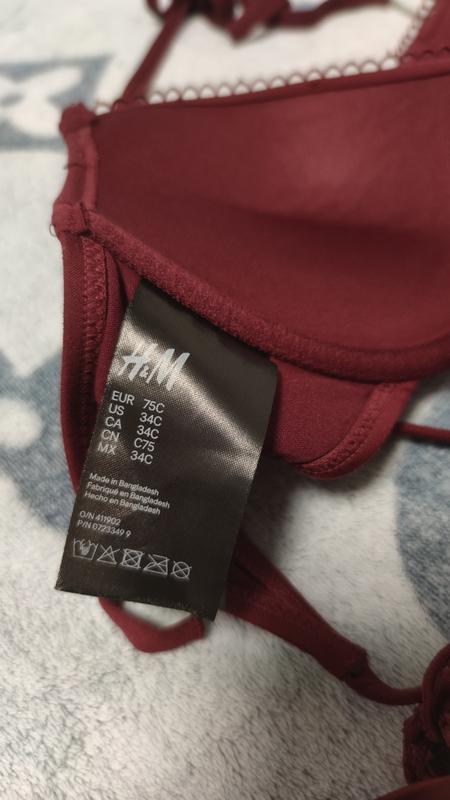 H&M
EUR 75C
US 34C
CA 34C
CN C75
MX 34C
Made in Bangladesh
Fabriqué en Bangladesh
Hecho en Bangladesh
O/N 411902
P/N 0723349 9